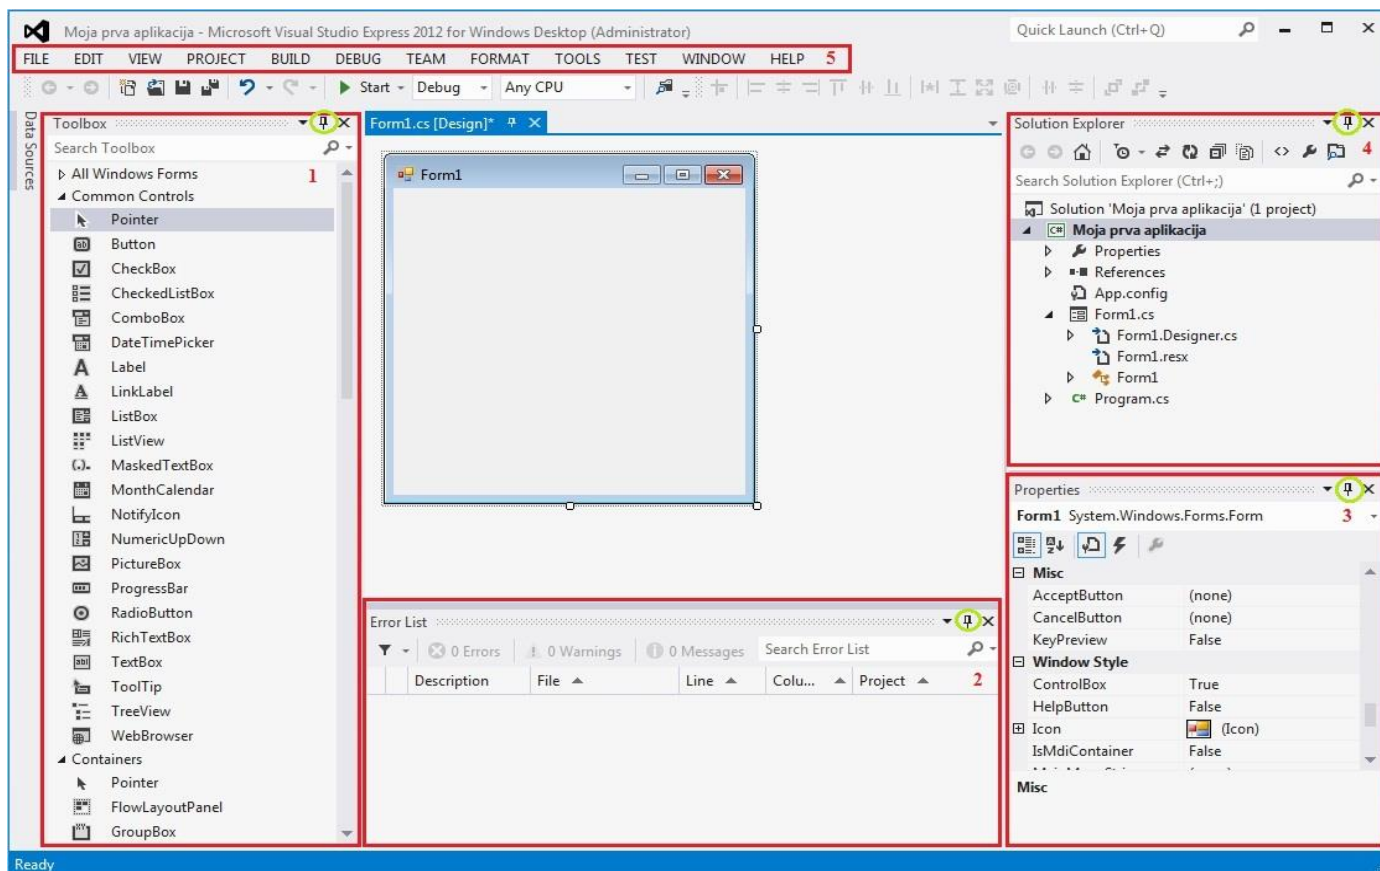 Moja prva aplikacija - Microsoft Visual Studio Express 2012 for Windows Desktop (Administrator)
Quick Launch (Ctrl+Q)
FILE EDIT VIEW PROJECT BUILD DEBUG TEAM FORMAT TOOLS TEST WINDOW HELP 5
Start Debug Any CPU
Data Sources
Toolbox
Search Toolbox
All Windows Forms 1
Common Controls
Pointer
Button
CheckBox
CheckedListBox
ComboBox
DateTimePicker
Label
LinkLabel
ListBox
ListView
MaskedTextBox
MonthCalendar
NotifyIcon
NumericUpDown
PictureBox
ProgressBar
RadioButton
RichTextBox
TextBox
ToolTip
TreeView
WebBrowser
Containers
Pointer
FlowLayoutPanel
GroupBox
Form1.cs [Design]*
Form1
Error List
0 Errors 0 Warnings 0 Messages Search Error List
Description File Line Colu... Project 2
Solution Explorer
4
Search Solution Explorer (Ctrl+;)
Solution 'Moja prva aplikacija' (1 project)
Moja prva aplikacija
Properties
References
App.config
Form1.cs
Form1.Designer.cs
Form1.resx
Form1
Program.cs
Properties
Form1 System.Windows.Forms.Form 3
Misc
AcceptButton (none)
CancelButton (none)
KeyPreview False
Window Style
ControlBox True
HelpButton False
Icon (Icon)
IsMdiContainer False
Misc
Ready